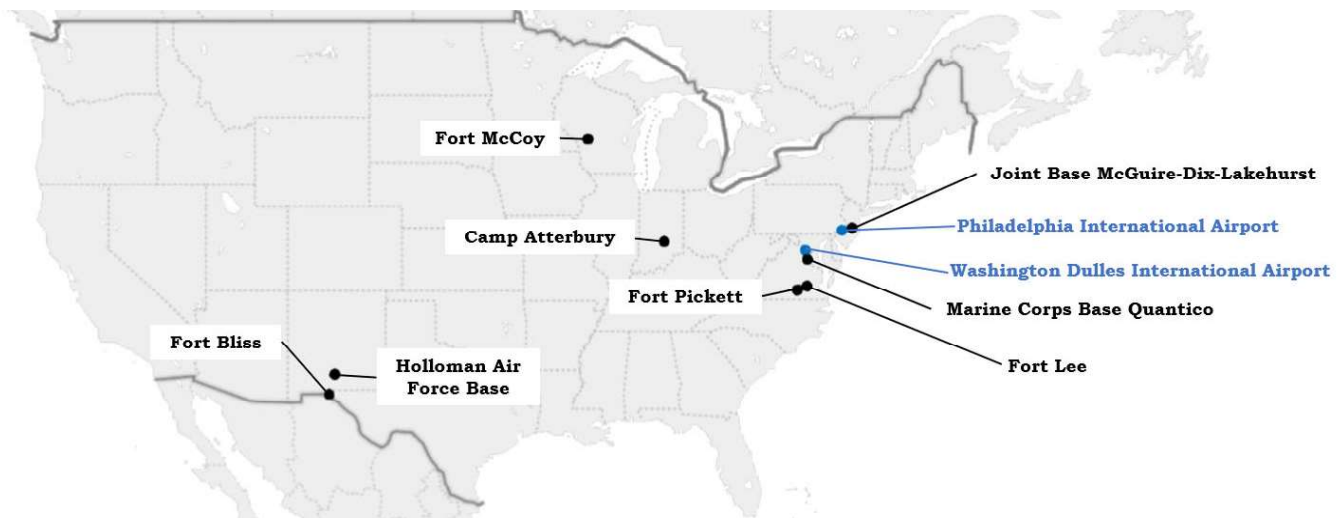 Fort McCoy
Joint Base McGuire-Dix-Lakehurst
Philadelphia International Airport
Camp Atterbury
Washington Dulles International Airport
Fort Pickett
Marine Corps Base Quantico
Fort Bliss
Holloman Air
Force Base
Fort Lee